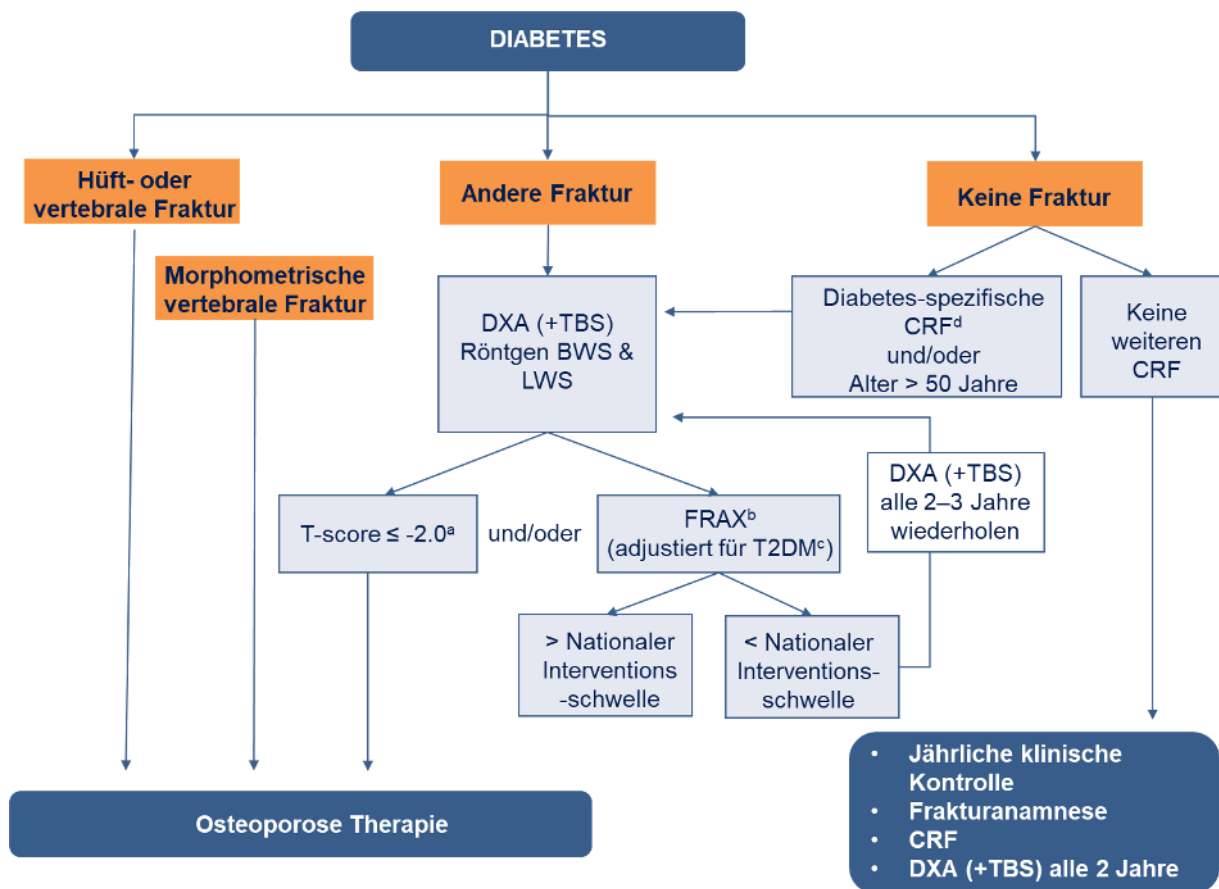 DIABETES
Hüft- oder
vertebrale Fraktur
Andere Fraktur
Keine Fraktur
Morphometrische
vertebrale Fraktur
DXA (+TBS)
Röntgen BWS &
LWS
Diabetes-spezifische
CRFᵈ
und/oder
Alter > 50 Jahre
Keine
weiteren
CRF
T-score ≤ -2.0ᵃ
und/oder
FRAXᵇ
(adjustiert für T2DMᶜ)
DXA (+TBS)
alle 2–3 Jahre
wiederholen
> Nationaler
Interventions
-schwelle
< Nationaler
Interventions-
schwelle
Osteoporose Therapie
• Jährliche klinische
Kontrolle
• Frakturanamnese
• CRF
• DXA (+TBS) alle 2 Jahre